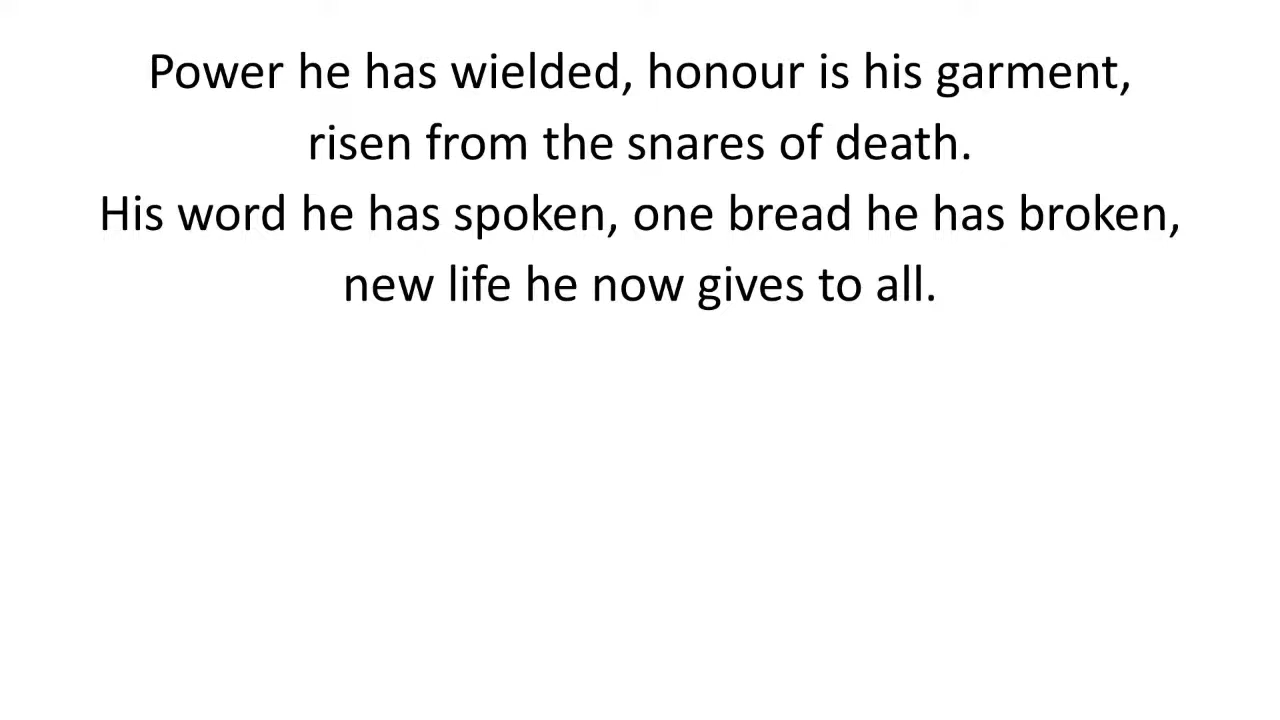 Power he has wielded, honour is his garment,
risen from the snares of death.
His word he has spoken, one bread he has broken,
new life he now gives to all.